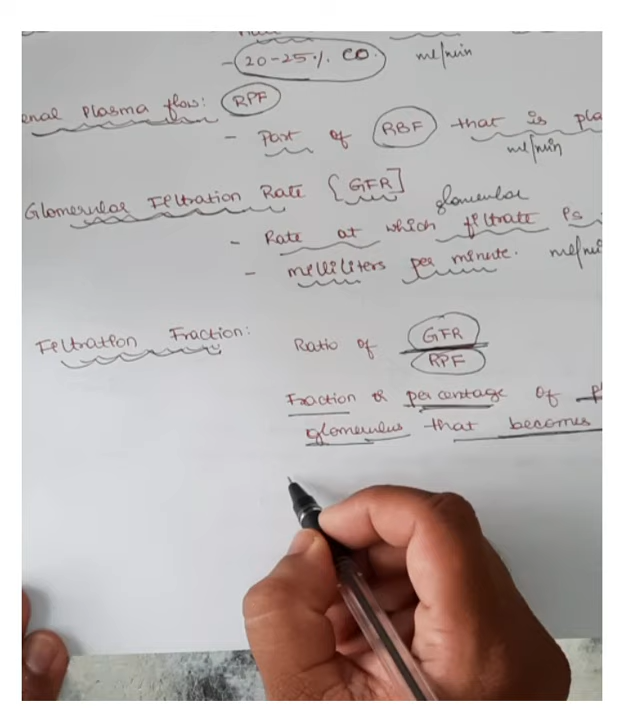 - 20-25% CO. ml/min
enal Plasma flow: RPF
- Part of RBF that is pla
ml/min
Glomerular Filtration Rate {GFR]
glomerular
- Rate at which filtrate is
- milliliters per minute. ml/mi
Filtration Fraction: Ratio of GFR
RPF
Fraction & percentage of
glomerulus that becomes